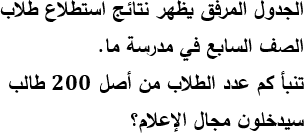 الجدول المرفق يظهر نتائج استطلاع طلاب
الصف السابع في مدرسة ما.
تنبأ كم عدد الطلاب من أصل 200 طالب
سيدخلون مجال الإعلام؟